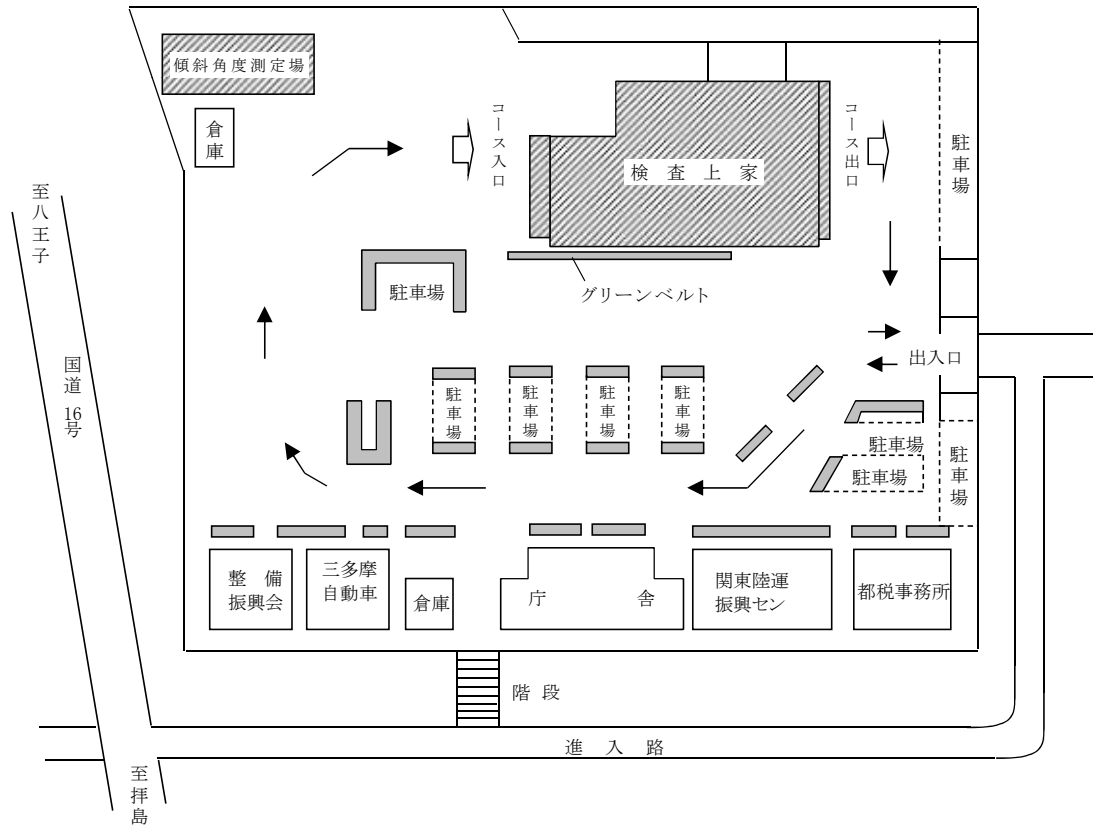 傾斜角度測定場
倉庫
コース入口
検査上家
コース出口
駐車場
至八王子
国道16号
駐車場
グリーンベルト
出入口
駐車場
駐車場
駐車場
駐車場
駐車場
駐車場
駐車場
整備
振興会
三多摩
自動車
倉庫
庁舎
関東陸運
振興セン
都税事務所
階段
進入路
至拝島